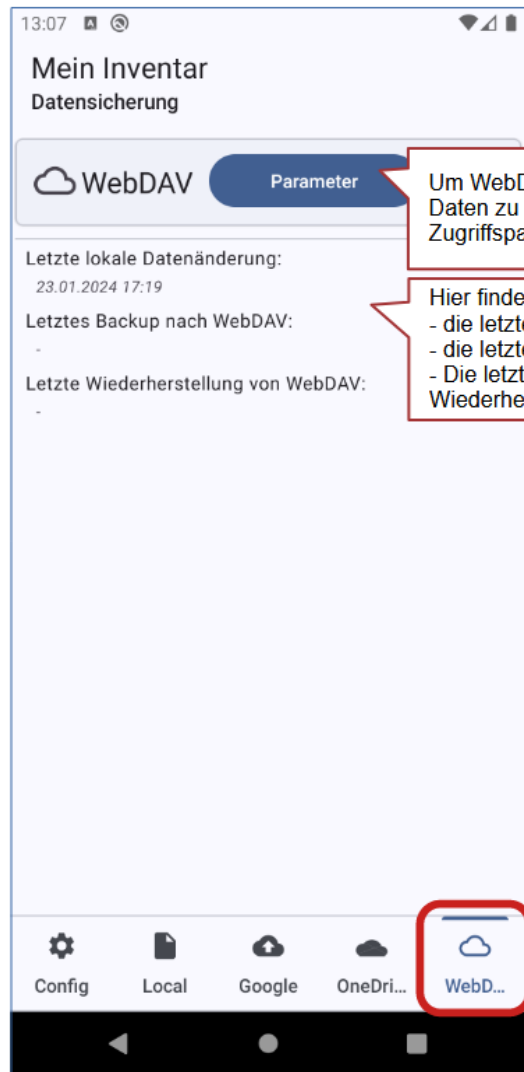 13:07
Mein Inventar
Datensicherung
WebDAV
Parameter
Um WebD
Daten zu
Zugriffspa
Letzte lokale Datenänderung:
23.01.2024 17:19
Letztes Backup nach WebDAV:
-
Letzte Wiederherstellung von WebDAV:
-
Hier finde
- die letzte
- die letzte
- Die letzt
Wiederhe
Config Local Google OneDri... WebD...